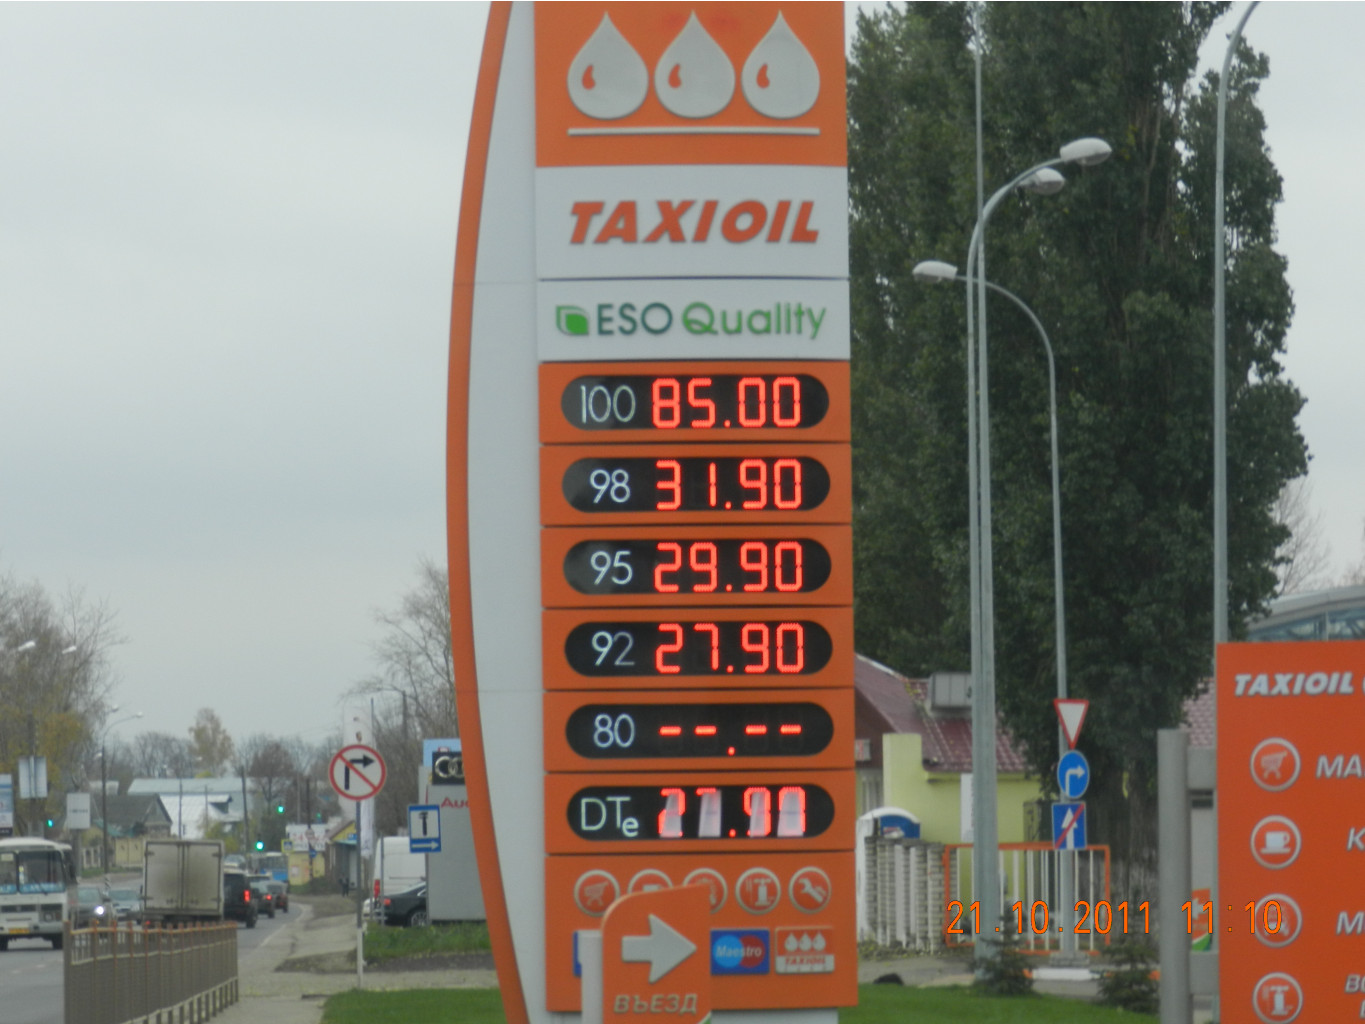 TAXIOIL
ESO Quality
100 85.00
98 31.90
95 29.90
92 27.90
80 --.--
DTe
Maestro
TAXIOIL
ВЪЕЗД
Audi
TAXIOIL
21.10.2011 11:10